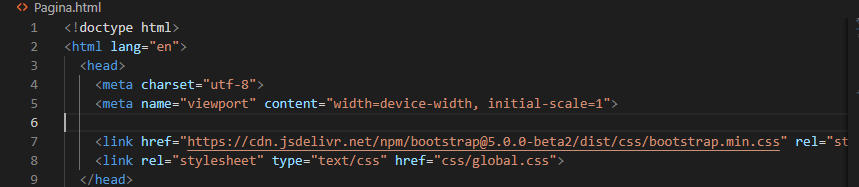 Pagina.html
1 <!doctype html>
2 <html lang="en">
3 <head>
4 <meta charset="utf-8">
5 <meta name="viewport" content="width=device-width, initial-scale=1">
6
7 <link href="https://cdn.jsdelivr.net/npm/bootstrap@5.0.0-beta2/dist/css/bootstrap.min.css" rel="st
8 <link rel="stylesheet" type="text/css" href="css/global.css">
9 </head>